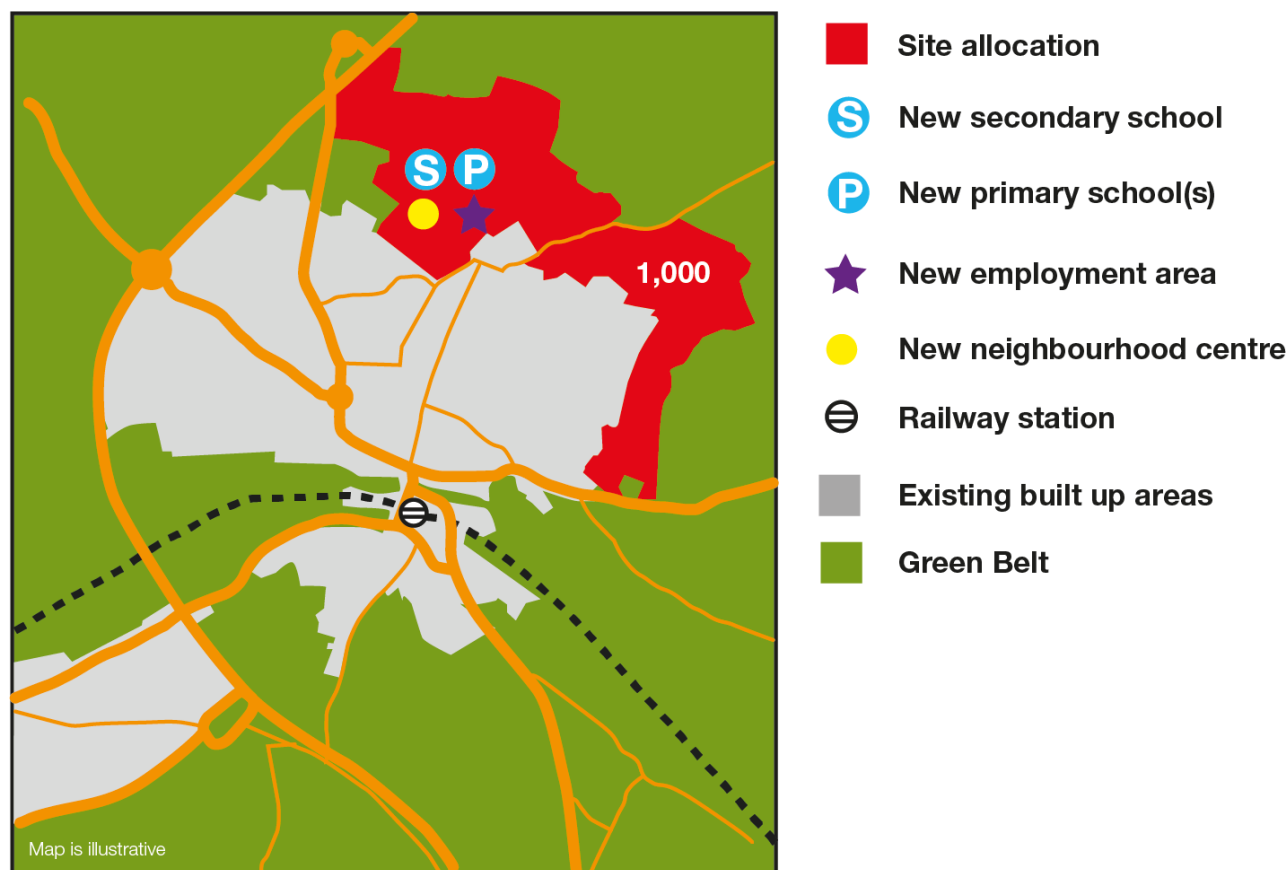 S P
1,000
Map is illustrative
Site allocation
S New secondary school
P New primary school(s)
New employment area
New neighbourhood centre
Railway station
Existing built up areas
Green Belt